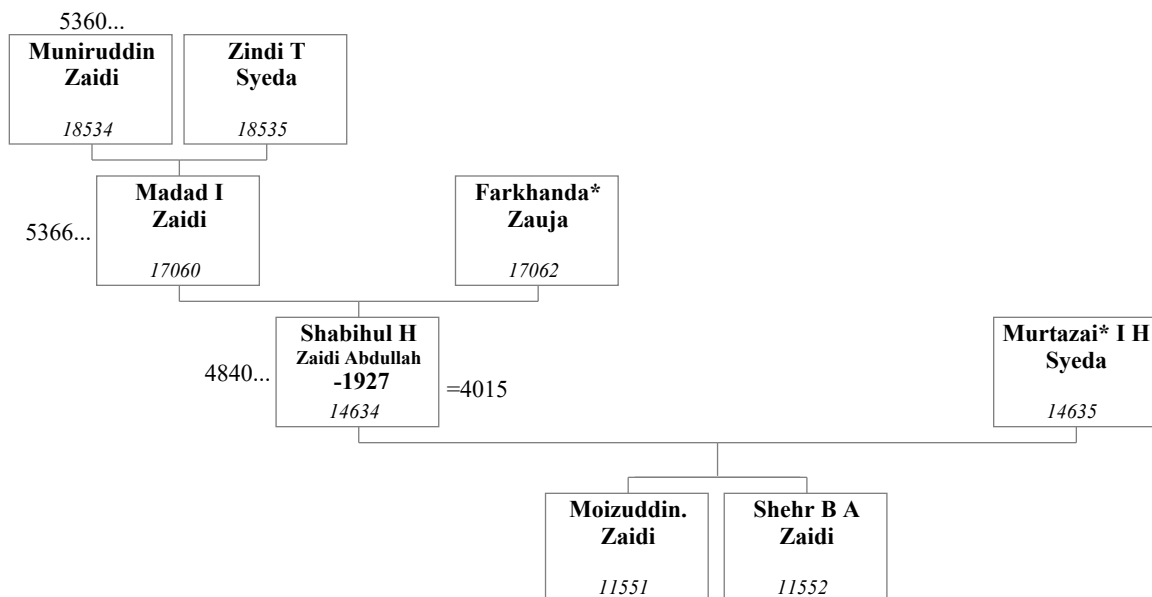 5360...
Muniruddin
Zaidi
18534
Zindi T
Syeda
18535
5366...
Madad I
Zaidi
17060
Farkhanda*
Zauja
17062
4840...
Shabihul H
Zaidi Abdullah
-1927
14634
=4015
Murtazai* I H
Syeda
14635
Moizuddin.
Zaidi
11551
Shehr B A
Zaidi
11552